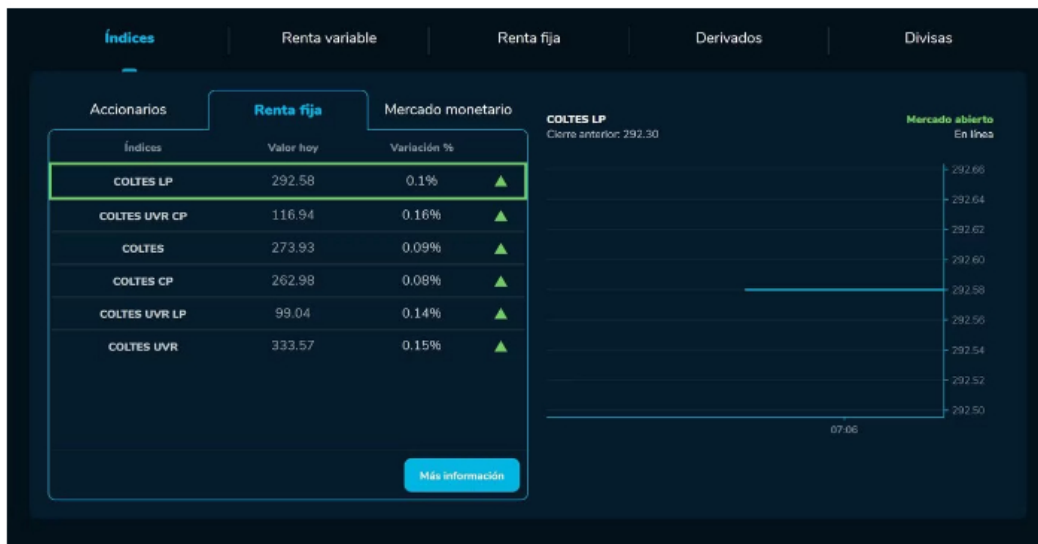 Índices Renta variable Renta fija Derivados Divisas
Accionarios Renta fija Mercado monetario
Índices Valor hoy Variación %
COLTES LP 292.58 0.1%
COLTES UVR CP 116.94 0.16%
COLTES 273.93 0.09%
COLTES CP 262.98 0.08%
COLTES UVR LP 99.04 0.14%
COLTES UVR 333.57 0.15%
Más información
COLTES LP
Cierre anterior: 292.30
Mercado abierto
En línea
292.66
292.64
292.62
292.60
292.58
292.56
292.54
292.52
292.50
07:06